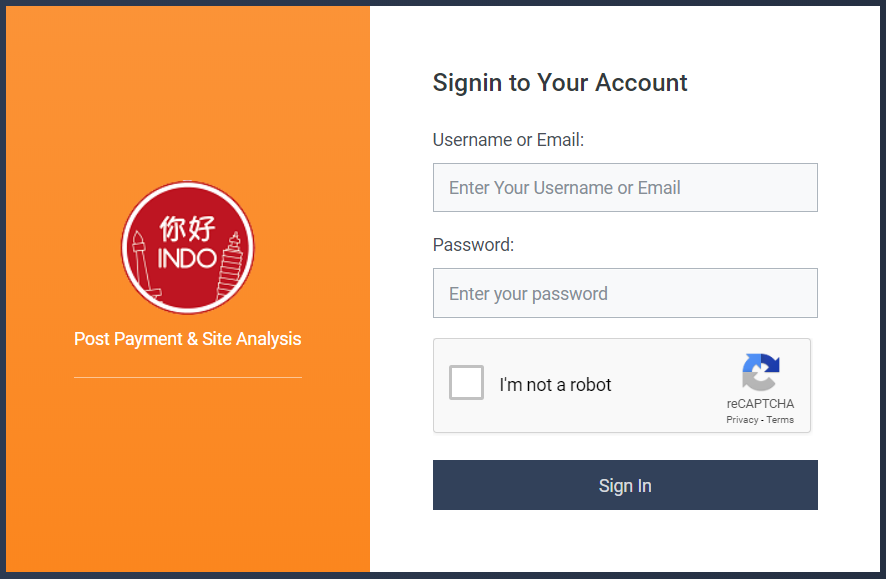 你好
INDO
Post Payment & Site Analysis
Signin to Your Account
Username or Email:
Enter Your Username or Email
Password:
Enter your password
I'm not a robot
reCAPTCHA
Privacy - Terms
Sign In